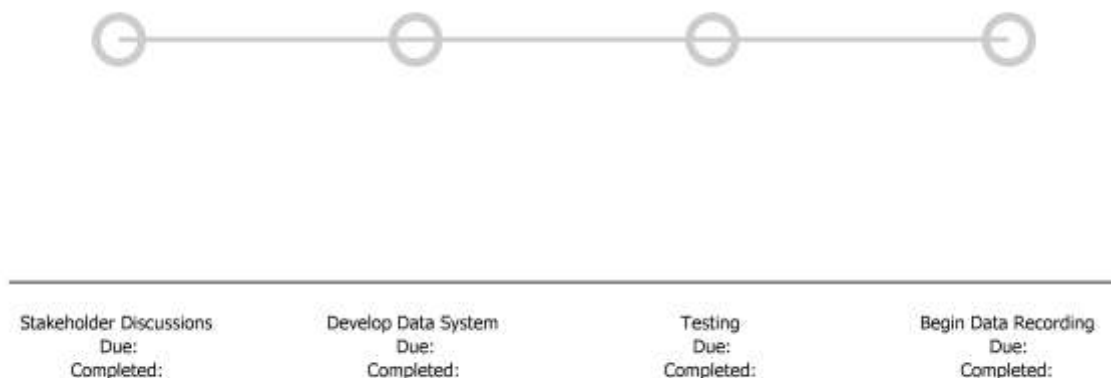 Stakeholder Discussions
Due:
Completed:
Develop Data System
Due:
Completed:
Testing
Due:
Completed:
Begin Data Recording
Due:
Completed: